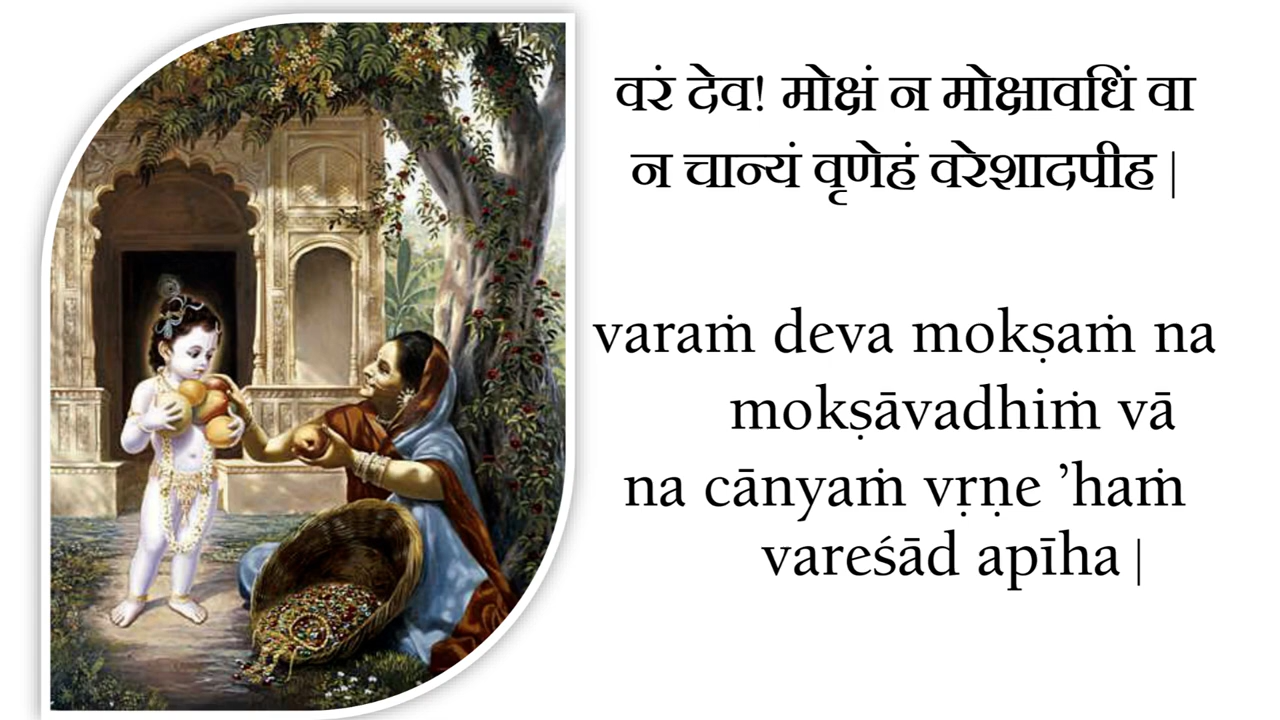 वरं देव! मोक्षं न मोक्षावधिं वा
न चान्यं वृणेहं वरेशादपीह |
varaṁ deva mokṣaṁ na
mokṣāvadhiṁ vā
na cānyaṁ vṛṇe ’haṁ
vareśād apīha |